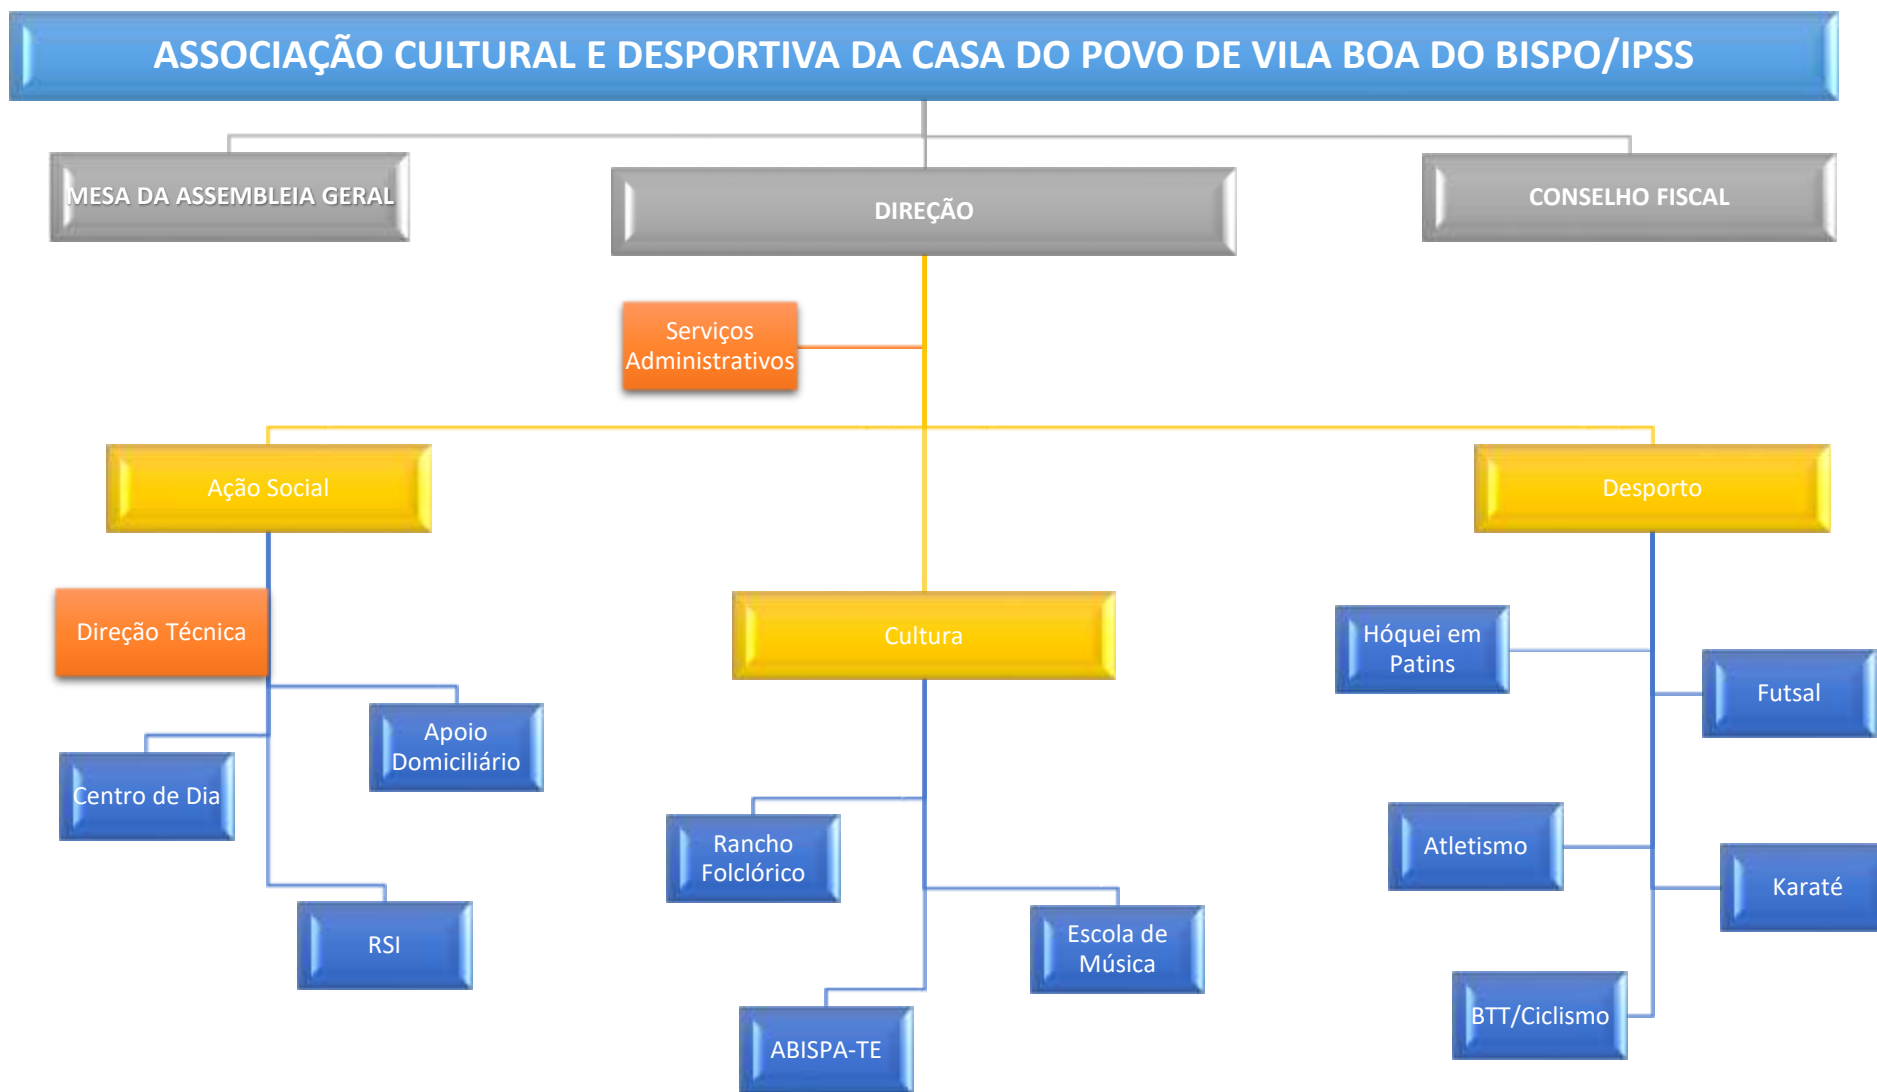 ASSOCIAÇÃO CULTURAL E DESPORTIVA DA CASA DO POVO DE VILA BOA DO BISPO/IPSS
MESA DA ASSEMBLEIA GERAL
DIREÇÃO
CONSELHO FISCAL
Serviços
Administrativos
Ação Social
Desporto
Direção Técnica
Cultura
Hóquei em
Patins
Futsal
Apoio
Domiciliário
Centro de Dia
Rancho
Folclórico
Atletismo
Karaté
RSI
Escola de
Música
BTT/Ciclismo
ABISPA-TE